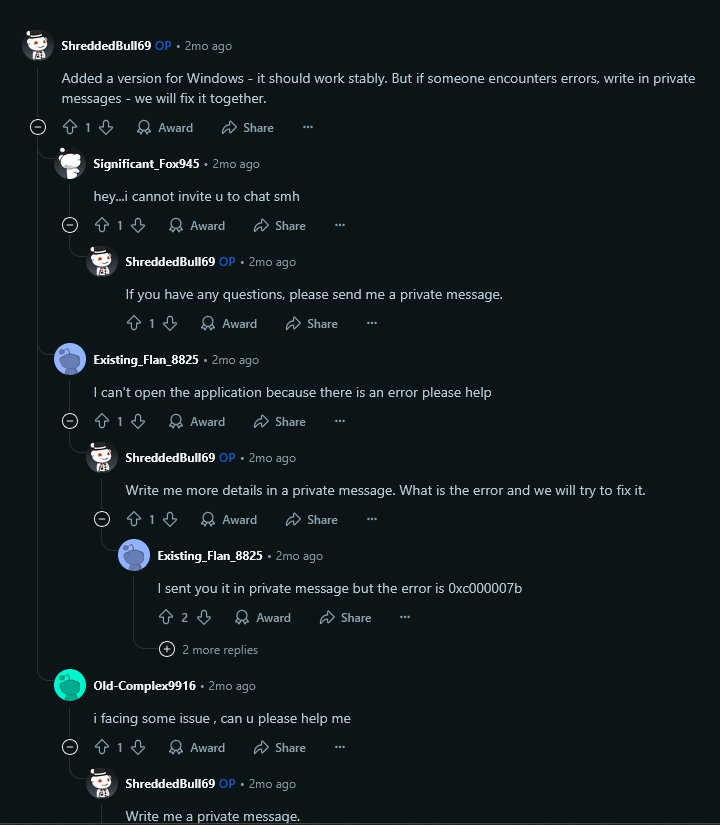 ShreddedBull69 OP • 2mo ago
Added a version for Windows - it should work stably. But if someone encounters errors, write in private
messages - we will fix it together.
1 Award Share ...
Significant_Fox945 • 2mo ago
hey...i cannot invite u to chat smh
1 Award Share ...
ShreddedBull69 OP • 2mo ago
If you have any questions, please send me a private message.
1 Award Share ...
Existing_Flan_8825 • 2mo ago
I can't open the application because there is an error please help
1 Award Share ...
ShreddedBull69 OP • 2mo ago
Write me more details in a private message. What is the error and we will try to fix it.
1 Award Share ...
Existing_Flan_8825 • 2mo ago
I sent you it in private message but the error is 0xc000007b
2 Award Share ...
2 more replies
Old-Complex9916 • 2mo ago
i facing some issue , can u please help me
1 Award Share ...
ShreddedBull69 OP • 2mo ago
Write me a private message.